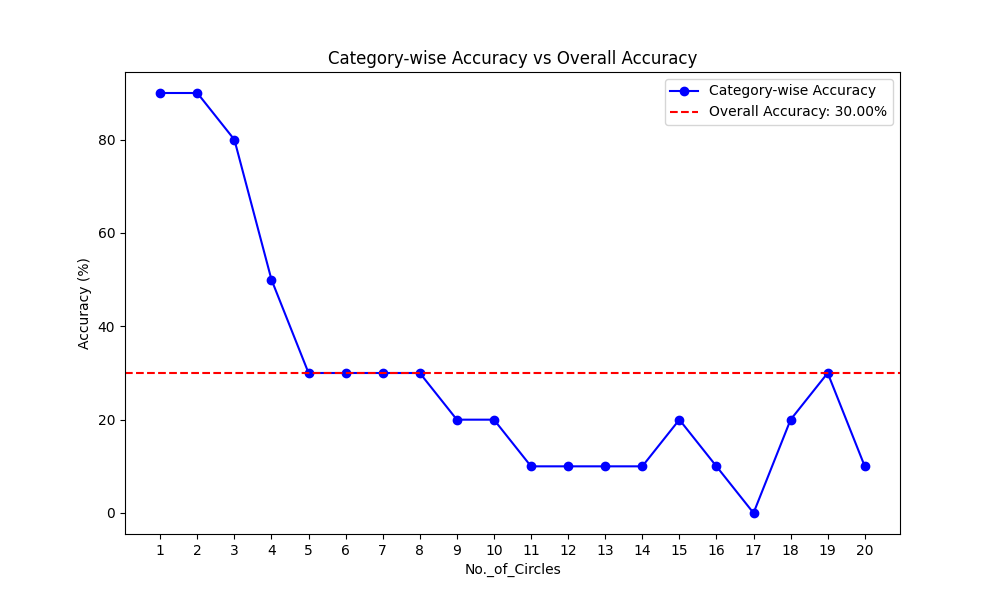 Category-wise Accuracy vs Overall Accuracy
Category-wise Accuracy
Overall Accuracy: 30.00%
Accuracy (%)
80
60
40
20
0
1 2 3 4 5 6 7 8 9 10 11 12 13 14 15 16 17 18 19 20
No._of_Circles